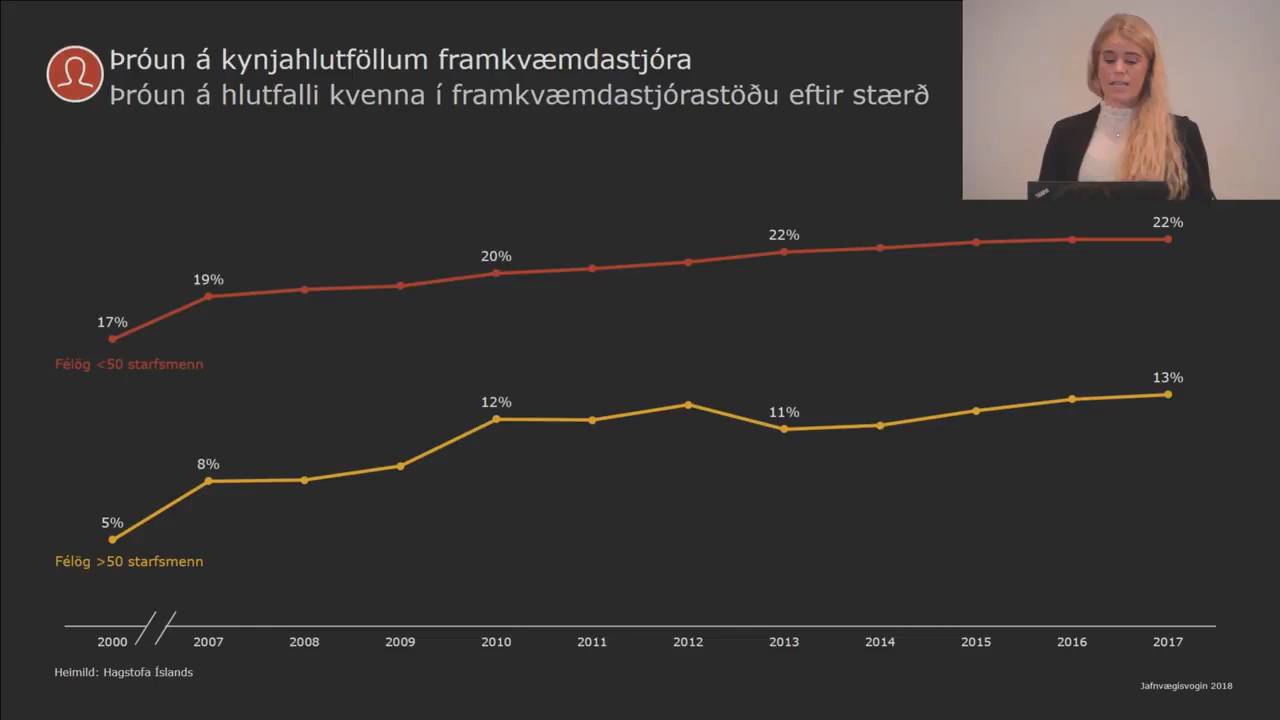 Þróun á kynjahlutföllum framkvæmdastjóra
Þróun á hlutfalli kvenna í framkvæmdastjórastöðu eftir stærð
17%
19%
20%
22%
22%
Félög <50 starfsmenn
5%
8%
12%
11%
13%
Félög >50 starfsmenn
2000 2007 2008 2009 2010 2011 2012 2013 2014 2015 2016 2017
Heimild: Hagstofa Íslands
Jafnvægisvogin 2018